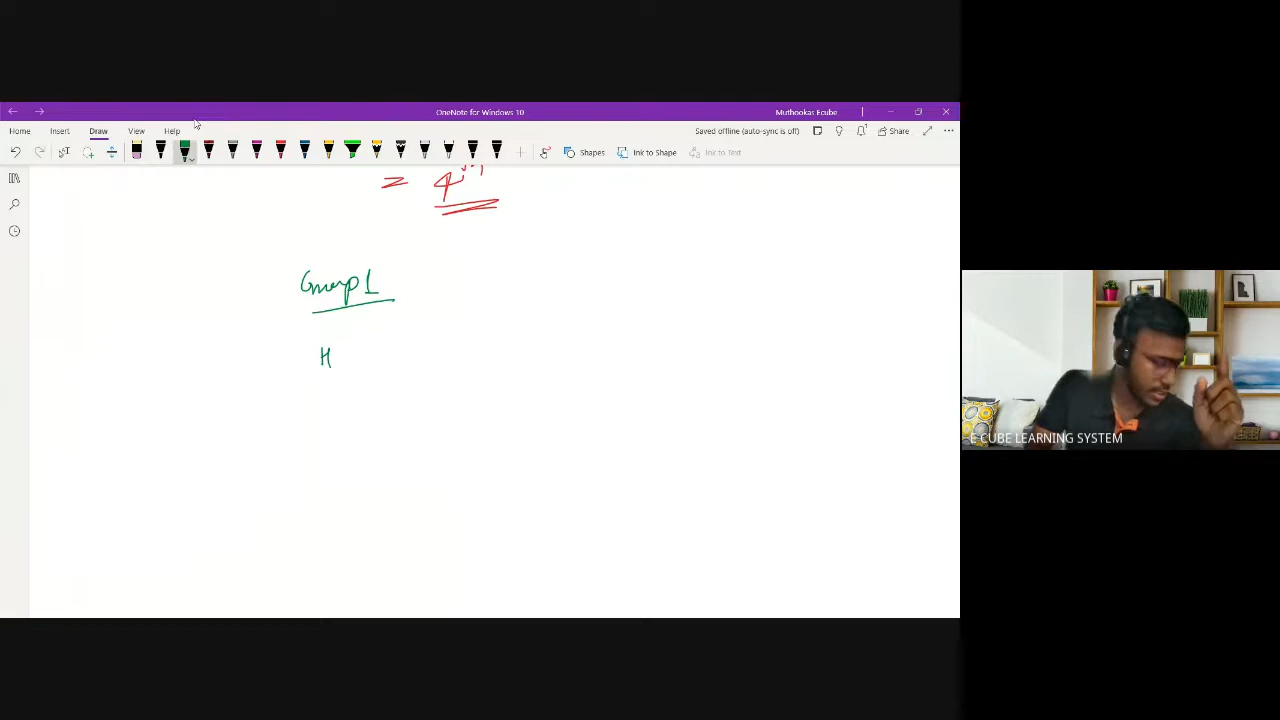 OneNote for Windows 10
Muthookas Ecube
Home Insert Draw View Help
Saved offline (auto-sync is off)
Share
Shapes Ink to Shape Ink to Text
=
Group 1
H
E CUBE LEARNING SYSTEM